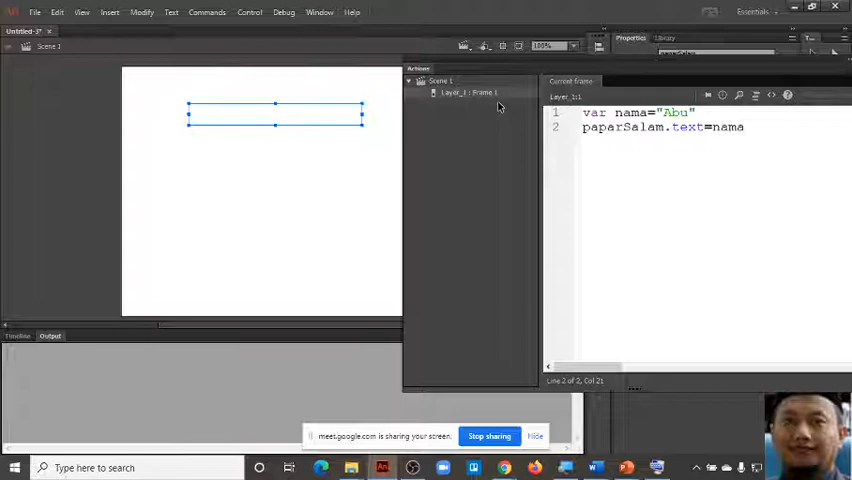 File Edit View Insert Modify Text Commands Control Debug Window Help
Essentials
Untitled-3* ×
Scene 1
100%
Properties Library
paparSalam
Actions
Scene 1
Layer_1 : Frame 1
Current frame
Layer_1:1
1 var nama="Abu"
2 paparSalam.text=nama
Line 2 of 2, Col 21
Timeline Output
meet.google.com is sharing your screen. Stop sharing Hide
Type here to search